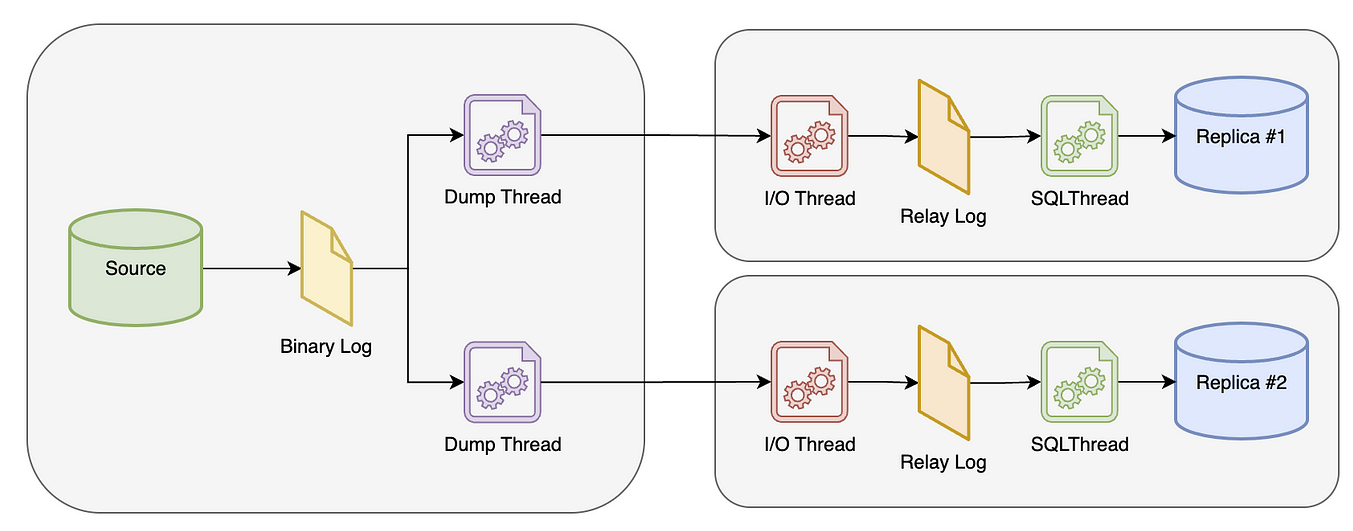 Source
Binary Log
Dump Thread
Dump Thread
I/O Thread
Relay Log
SQLThread
Replica #1
I/O Thread
Relay Log
SQLThread
Replica #2